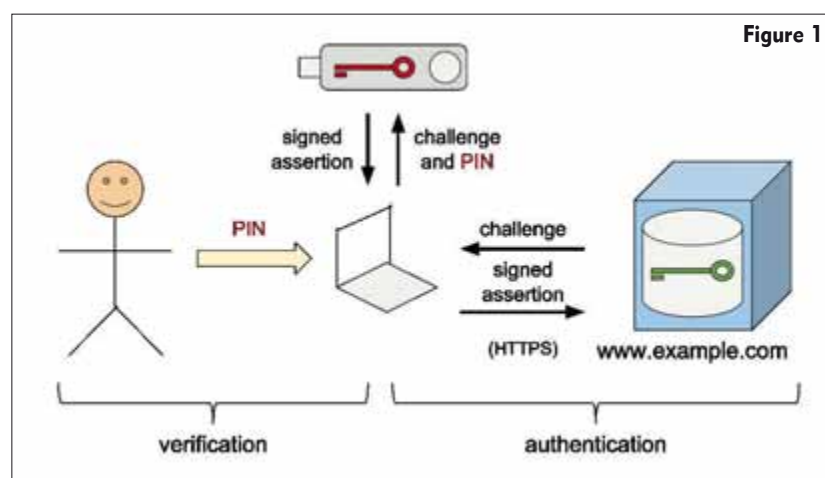 Figure 1
signed
assertion
challenge
and PIN
PIN
challenge
signed
assertion
(HTTPS)
www.example.com
verification
authentication